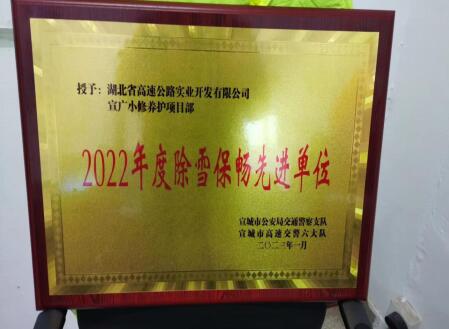 授予：湖北省高速公路实业开发有限公司
宣广小修养护项目部
2022年度除雪保畅先进单位
宣城市公安局交通警察支队
宣城市高速交警六大队
二〇二三年一月